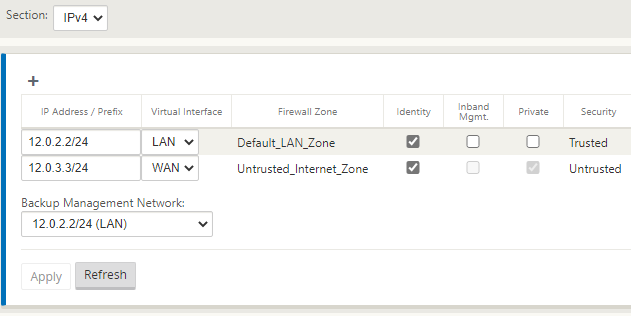 Section: IPv4
+
IP Address / Prefix Virtual Interface Firewall Zone Identity Inband Mgmt. Private Security
12.0.2.2/24 LAN Default_LAN_Zone Trusted
12.0.3.3/24 WAN Untrusted_Internet_Zone Untrusted
Backup Management Network:
12.0.2.2/24 (LAN)
Apply Refresh